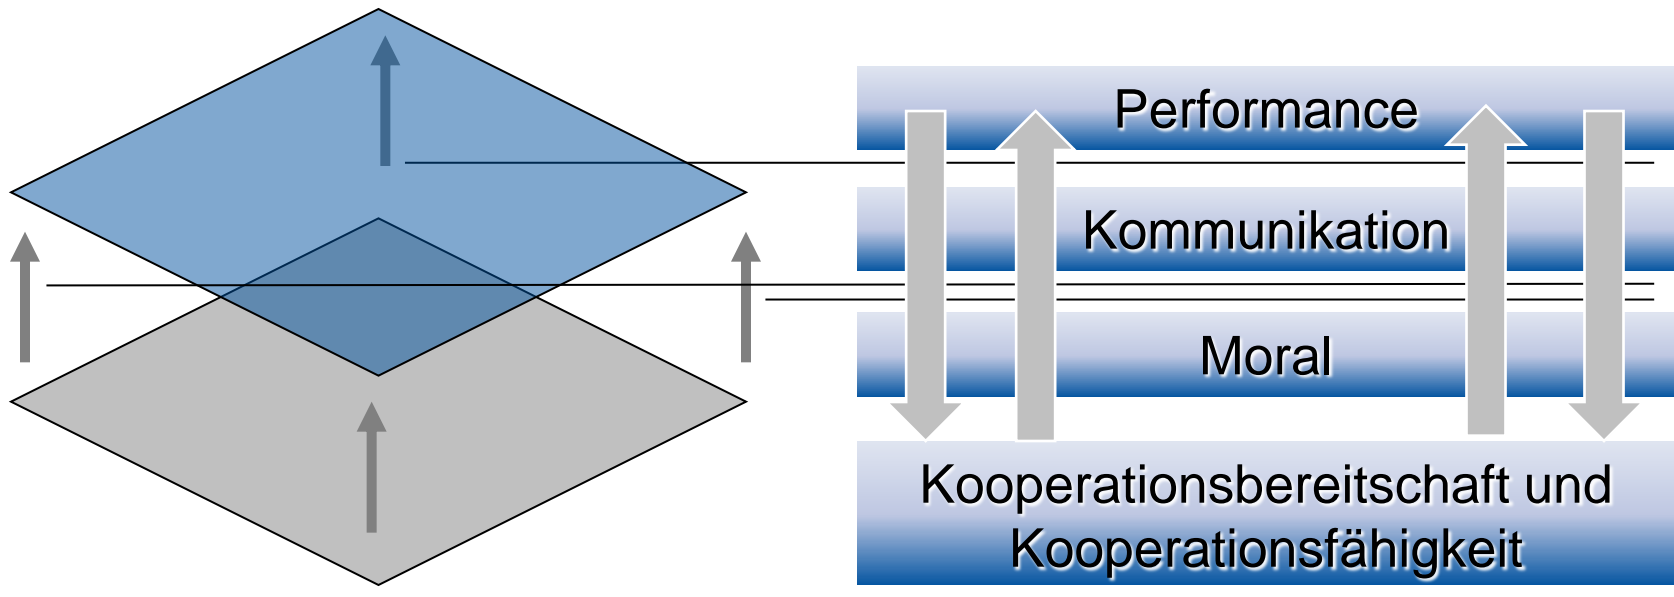 Performance
Kommunikation
Moral
Kooperationsbereitschaft und
Kooperationsfähigkeit